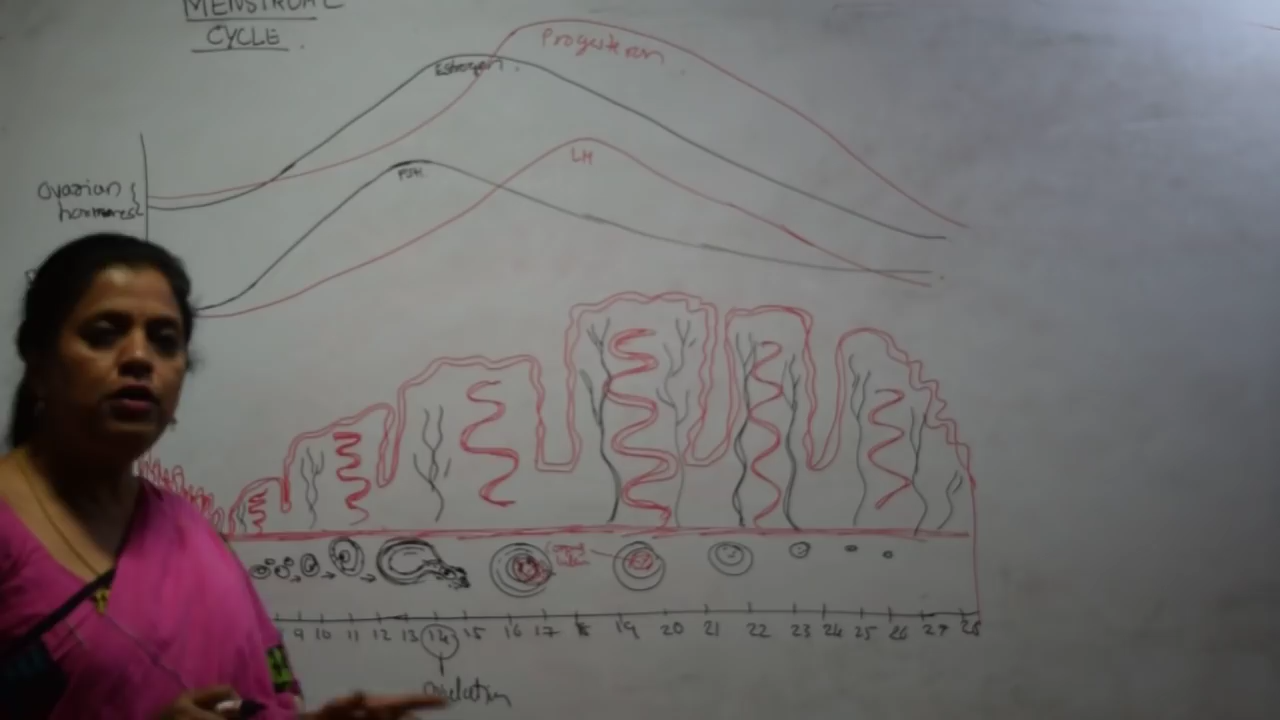 MENSTRUAL
CYCLE.
Progesteron
Estrogen.
LH
FSH
Ovarian
hormones
9 10 11 12 13 14 15 16 17 18 19 20 21 22 23 24 25 26 27 28
Ovulation